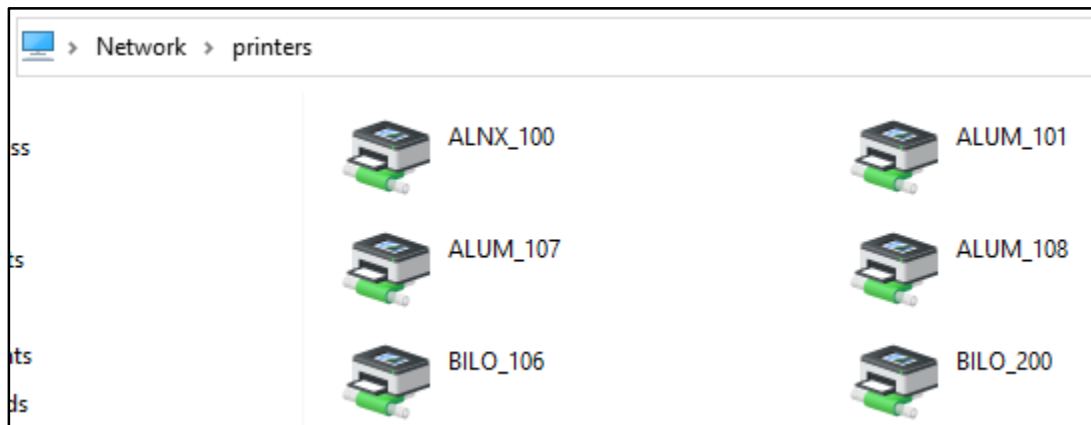 Network > printers
ALNX_100
ALUM_101
ss
ALUM_107
ALUM_108
ts
BILO_106
BILO_200
nts
ds